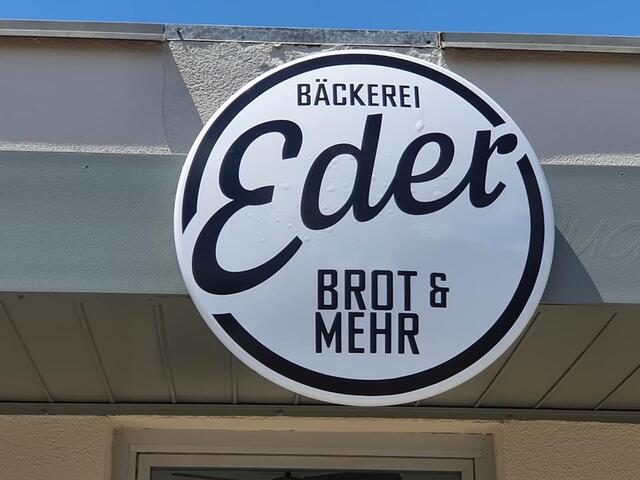 BÄCKEREI
Eder
BROT &
MEHR